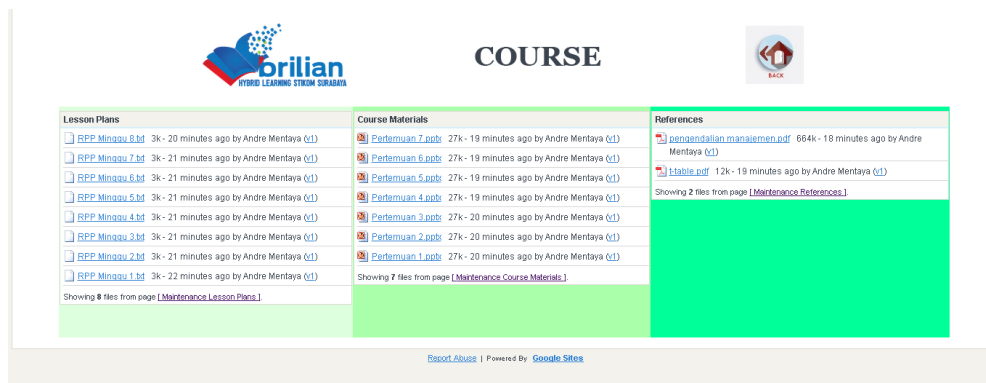 brilian
HYBRID LEARNING STIKOM SURABAYA
COURSE
BACK
Lesson Plans
RPP Minggu 8.txt 3k - 20 minutes ago by Andre Mentaya (v1)
RPP Minggu 7.txt 3k - 21 minutes ago by Andre Mentaya (v1)
RPP Minggu 6.txt 3k - 21 minutes ago by Andre Mentaya (v1)
RPP Minggu 5.txt 3k - 21 minutes ago by Andre Mentaya (v1)
RPP Minggu 4.txt 3k - 21 minutes ago by Andre Mentaya (v1)
RPP Minggu 3.txt 3k - 21 minutes ago by Andre Mentaya (v1)
RPP Minggu 2.txt 3k - 21 minutes ago by Andre Mentaya (v1)
RPP Minggu 1.txt 3k - 22 minutes ago by Andre Mentaya (v1)
Showing 8 files from page [ Maintenance Lesson Plans ].
Course Materials
Pertemuan 7.pptx 27k - 19 minutes ago by Andre Mentaya (v1)
Pertemuan 6.pptx 27k - 19 minutes ago by Andre Mentaya (v1)
Pertemuan 5.pptx 27k - 19 minutes ago by Andre Mentaya (v1)
Pertemuan 4.pptx 27k - 19 minutes ago by Andre Mentaya (v1)
Pertemuan 3.pptx 27k - 20 minutes ago by Andre Mentaya (v1)
Pertemuan 2.pptx 27k - 20 minutes ago by Andre Mentaya (v1)
Pertemuan 1.pptx 27k - 20 minutes ago by Andre Mentaya (v1)
Showing 7 files from page [ Maintenance Course Materials ].
References
pengendalian manajemen.pdf 664k - 18 minutes ago by Andre
Mentaya (v1)
t-table.pdf 12k - 19 minutes ago by Andre Mentaya (v1)
Showing 2 files from page [ Maintenance References ].
Report Abuse | Powered By Google Sites